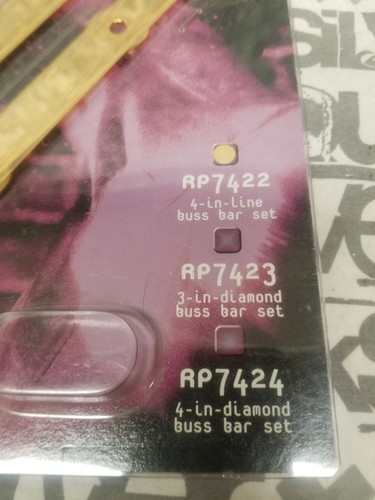 RP7422
4-in-line
buss bar set
RP7423
3-in-diamond
buss bar set
RP7424
4-in-diamond
buss bar set